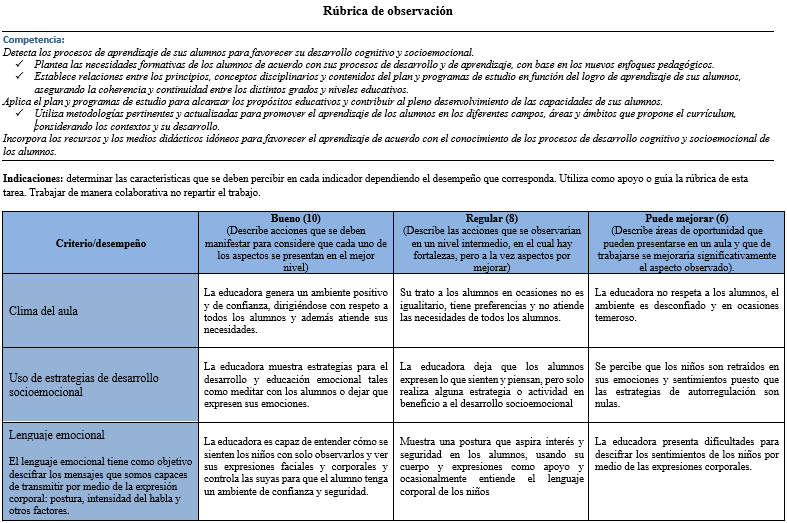 Rúbrica de observación
Competencia:
Detecta los procesos de aprendizaje de sus alumnos para favorecer su desarrollo cognitivo y socioemocional.
✓ Plantea las necesidades formativas de los alumnos de acuerdo con sus procesos de desarrollo y de aprendizaje, con base en los nuevos enfoques pedagógicos.
✓ Establece relaciones entre los principios, conceptos disciplinarios y contenidos del plan y programas de estudio en función del logro de aprendizaje de sus alumnos,
asegurando la coherencia y continuidad entre los distintos grados y niveles educativos.
Aplica el plan y programas de estudio para alcanzar los propósitos educativos y contribuir al pleno desenvolvimiento de las capacidades de sus alumnos.
✓ Utiliza metodologías pertinentes y actualizadas para promover el aprendizaje de los alumnos en los diferentes campos, áreas y ámbitos que propone el currículum,
considerando los contextos y su desarrollo.
Incorpora los recursos y los medios didácticos idóneos para favorecer el aprendizaje de acuerdo con el conocimiento de los procesos de desarrollo cognitivo y socioemocional de
los alumnos.
Indicaciones: determinar las características que se deben percibir en cada indicador dependiendo el desempeño que corresponda. Utiliza como apoyo o guía la rúbrica de esta
tarea. Trabajar de manera colaborativa no repartir el trabajo.
Criterio/desempeño
Bueno (10)
(Describe acciones que se deben
manifestar para considere que cada uno de
los aspectos se presentan en el mejor
nivel)
Regular (8)
(Describe las acciones que se observarían
en un nivel intermedio, en el cual hay
fortalezas, pero a la vez aspectos por
mejorar)
Puede mejorar (6)
(Describe áreas de oportunidad que
pueden presentarse en un aula y que de
trabajarse se mejoraría significativamente
el aspecto observado).
Clima del aula
La educadora genera un ambiente positivo
y de confianza, dirigiéndose con respeto a
todos los alumnos y además atiende sus
necesidades.
Su trato a los alumnos en ocasiones no es
igualitario, tiene preferencias y no atiende
las necesidades de todos los alumnos.
La educadora no respeta a los alumnos, el
ambiente es desconfiado y en ocasiones
temeroso.
Uso de estrategias de desarrollo
socioemocional
La educadora muestra estrategias para el
desarrollo y educación emocional tales
como meditar con los alumnos o dejar que
expresen sus emociones.
La educadora deja que los alumnos
expresen lo que sienten y piensan, pero solo
realiza alguna estrategia o actividad en
beneficio a el desarrollo socioemocional
Se percibe que los niños son retraídos en
sus emociones y sentimientos puesto que
las estrategias de autorregulación son
nulas.
Lenguaje emocional
El lenguaje emocional tiene como objetivo
descifrar los mensajes que somos capaces
de transmitir por medio de la expresión
corporal: postura, intensidad del habla y
otros factores.
La educadora es capaz de entender cómo se
sienten los niños con solo observarlos y ver
sus expresiones faciales y corporales y
controla las suyas para que el alumno tenga
un ambiente de confianza y seguridad.
Muestra una postura que aspira interés y
seguridad en los alumnos, usando su
cuerpo y expresiones como apoyo y
ocasionalmente entiende el lenguaje
corporal de los niños
La educadora presenta dificultades para
descifrar los sentimientos de los niños por
medio de las expresiones corporales.